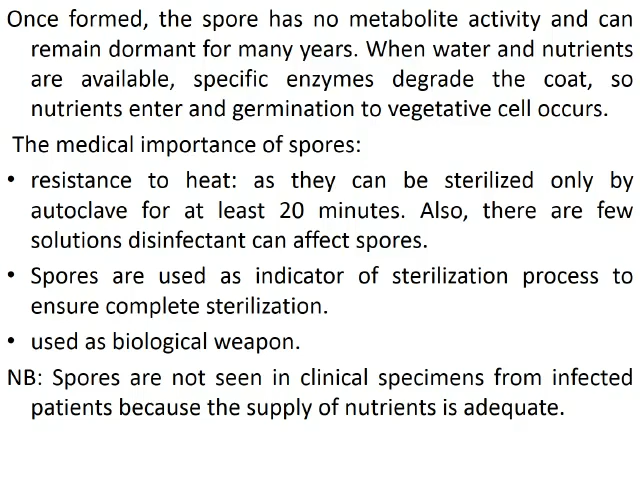 Once formed, the spore has no metabolite activity and can
remain dormant for many years. When water and nutrients
are available, specific enzymes degrade the coat, so
nutrients enter and germination to vegetative cell occurs.
The medical importance of spores:
• resistance to heat: as they can be sterilized only by
autoclave for at least 20 minutes. Also, there are few
solutions disinfectant can affect spores.
• Spores are used as indicator of sterilization process to
ensure complete sterilization.
• used as biological weapon.
NB: Spores are not seen in clinical specimens from infected
patients because the supply of nutrients is adequate.